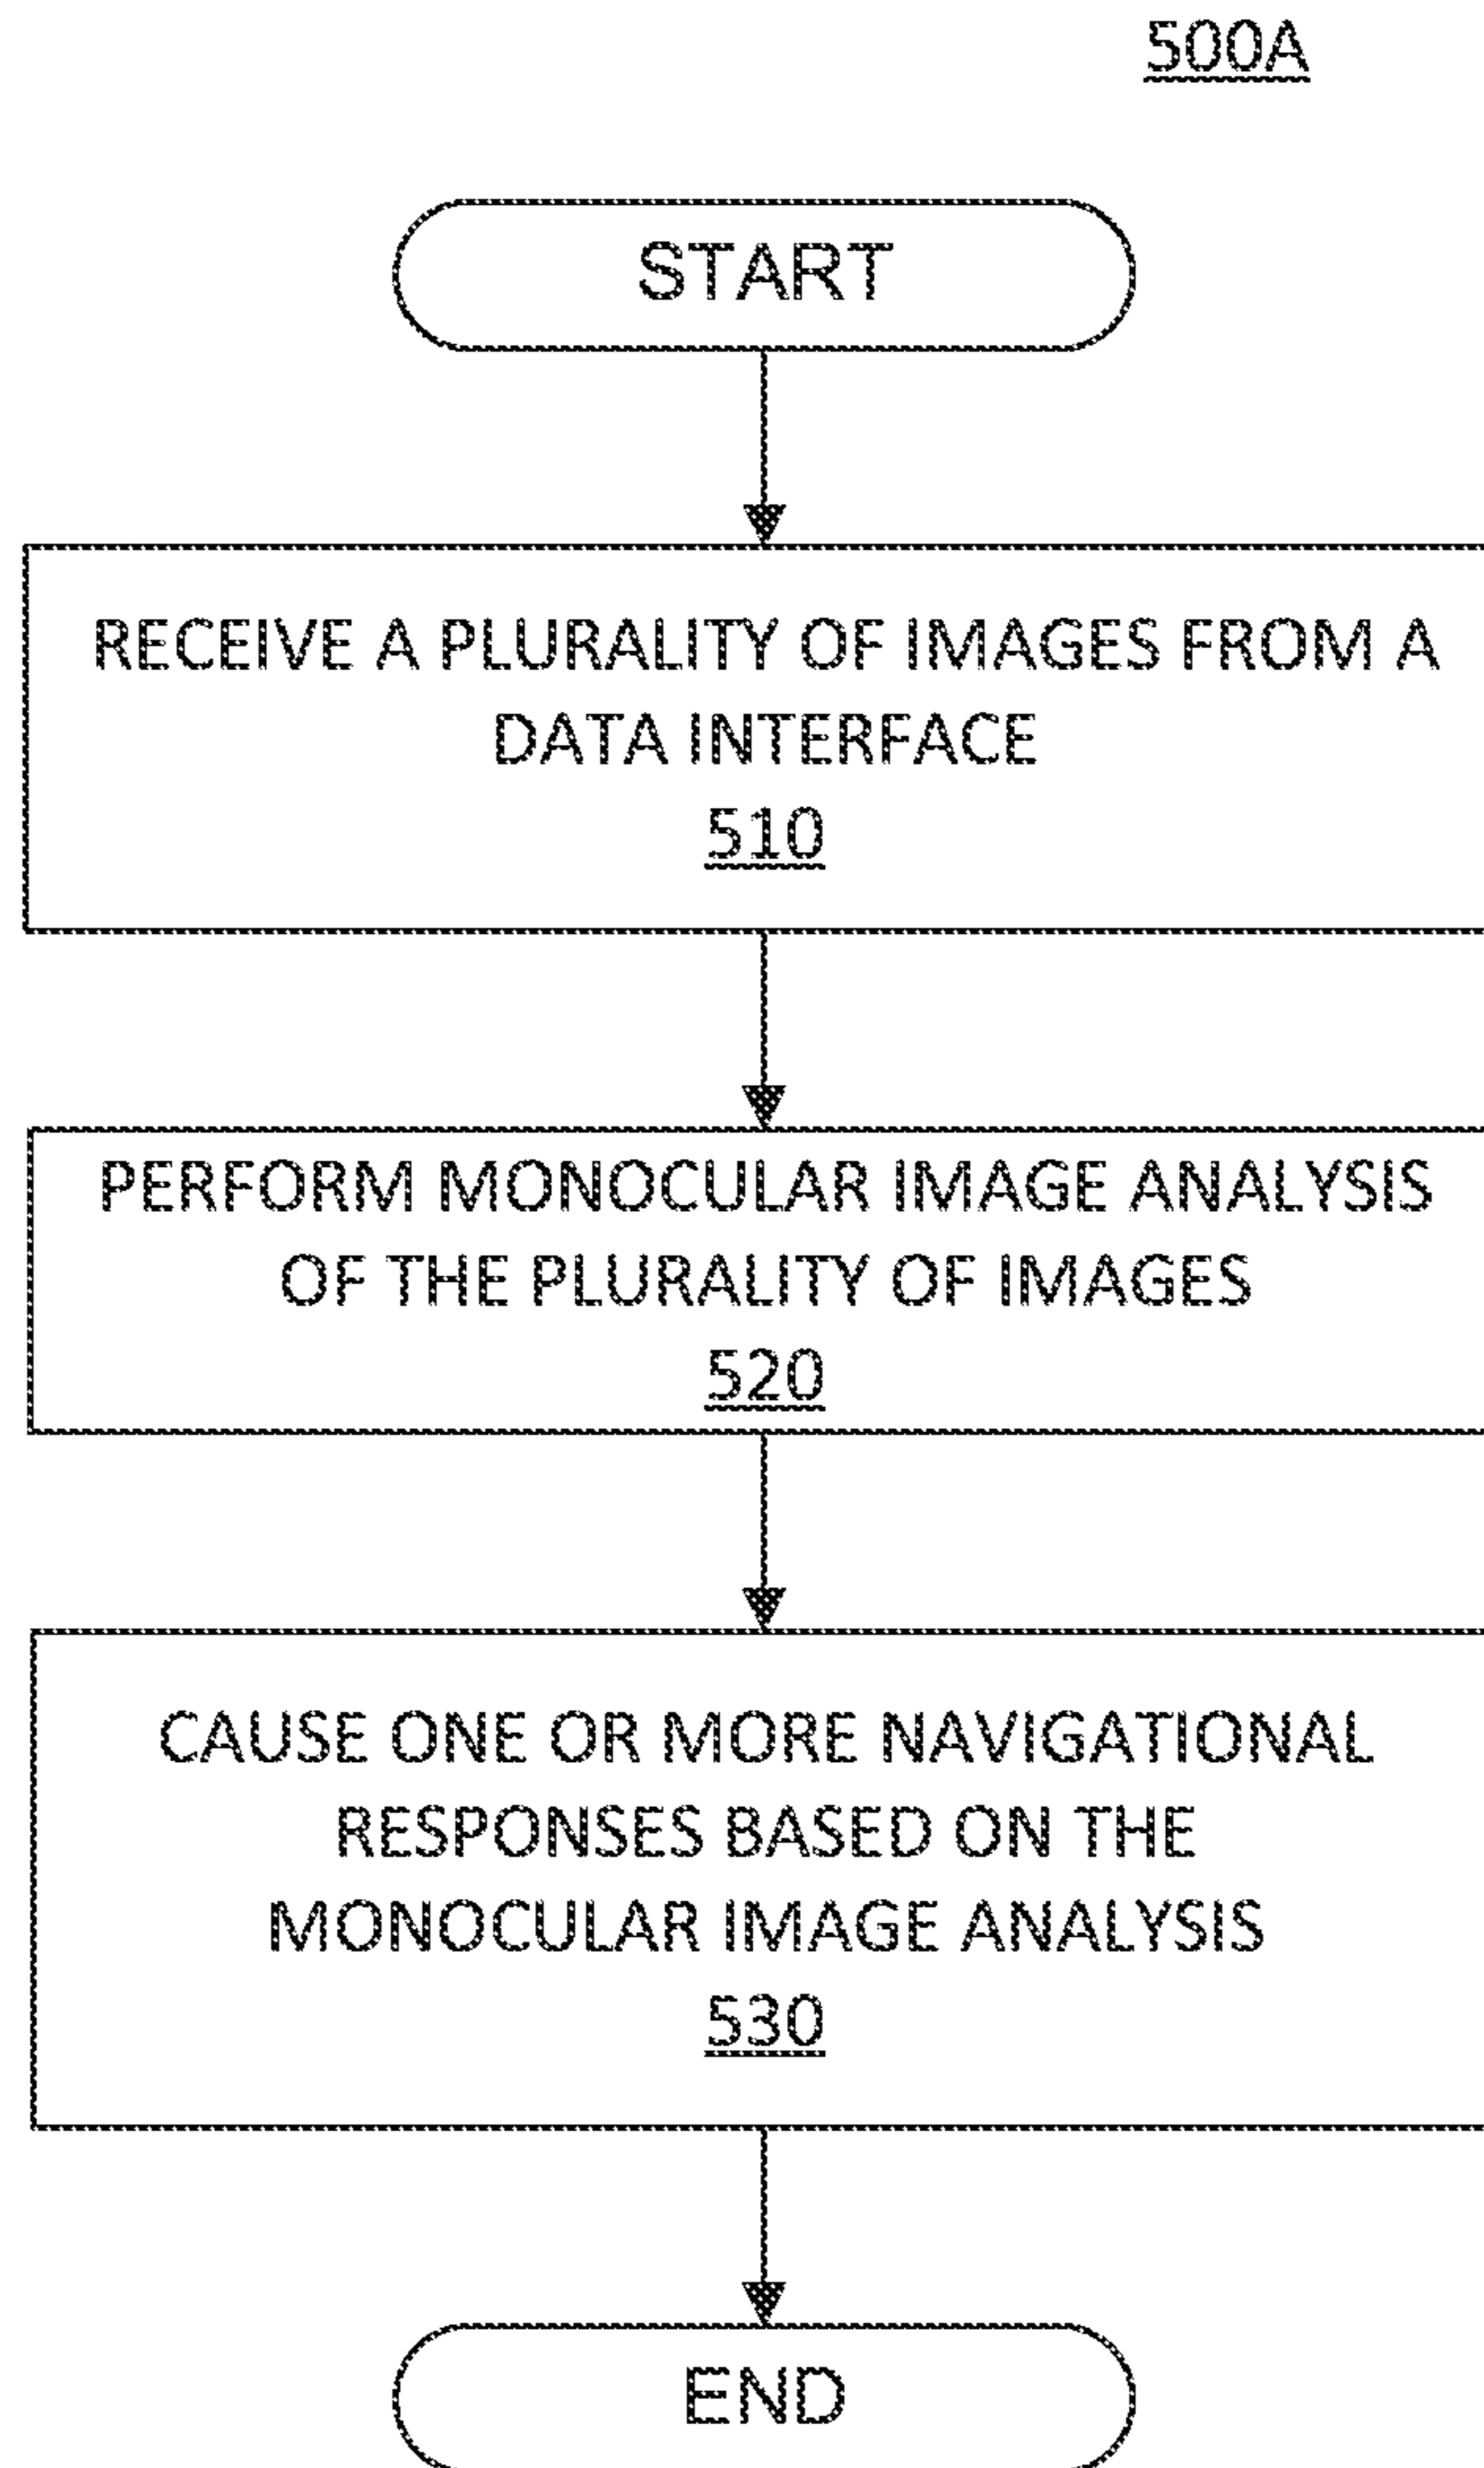 500A
START
RECEIVE A PLURALITY OF IMAGES FROM A
DATA INTERFACE
510
PERFORM MONOCULAR IMAGE ANALYSIS
OF THE PLURALITY OF IMAGES
520
CAUSE ONE OR MORE NAVIGATIONAL
RESPONSES BASED ON THE
MONOCULAR IMAGE ANALYSIS
530
END